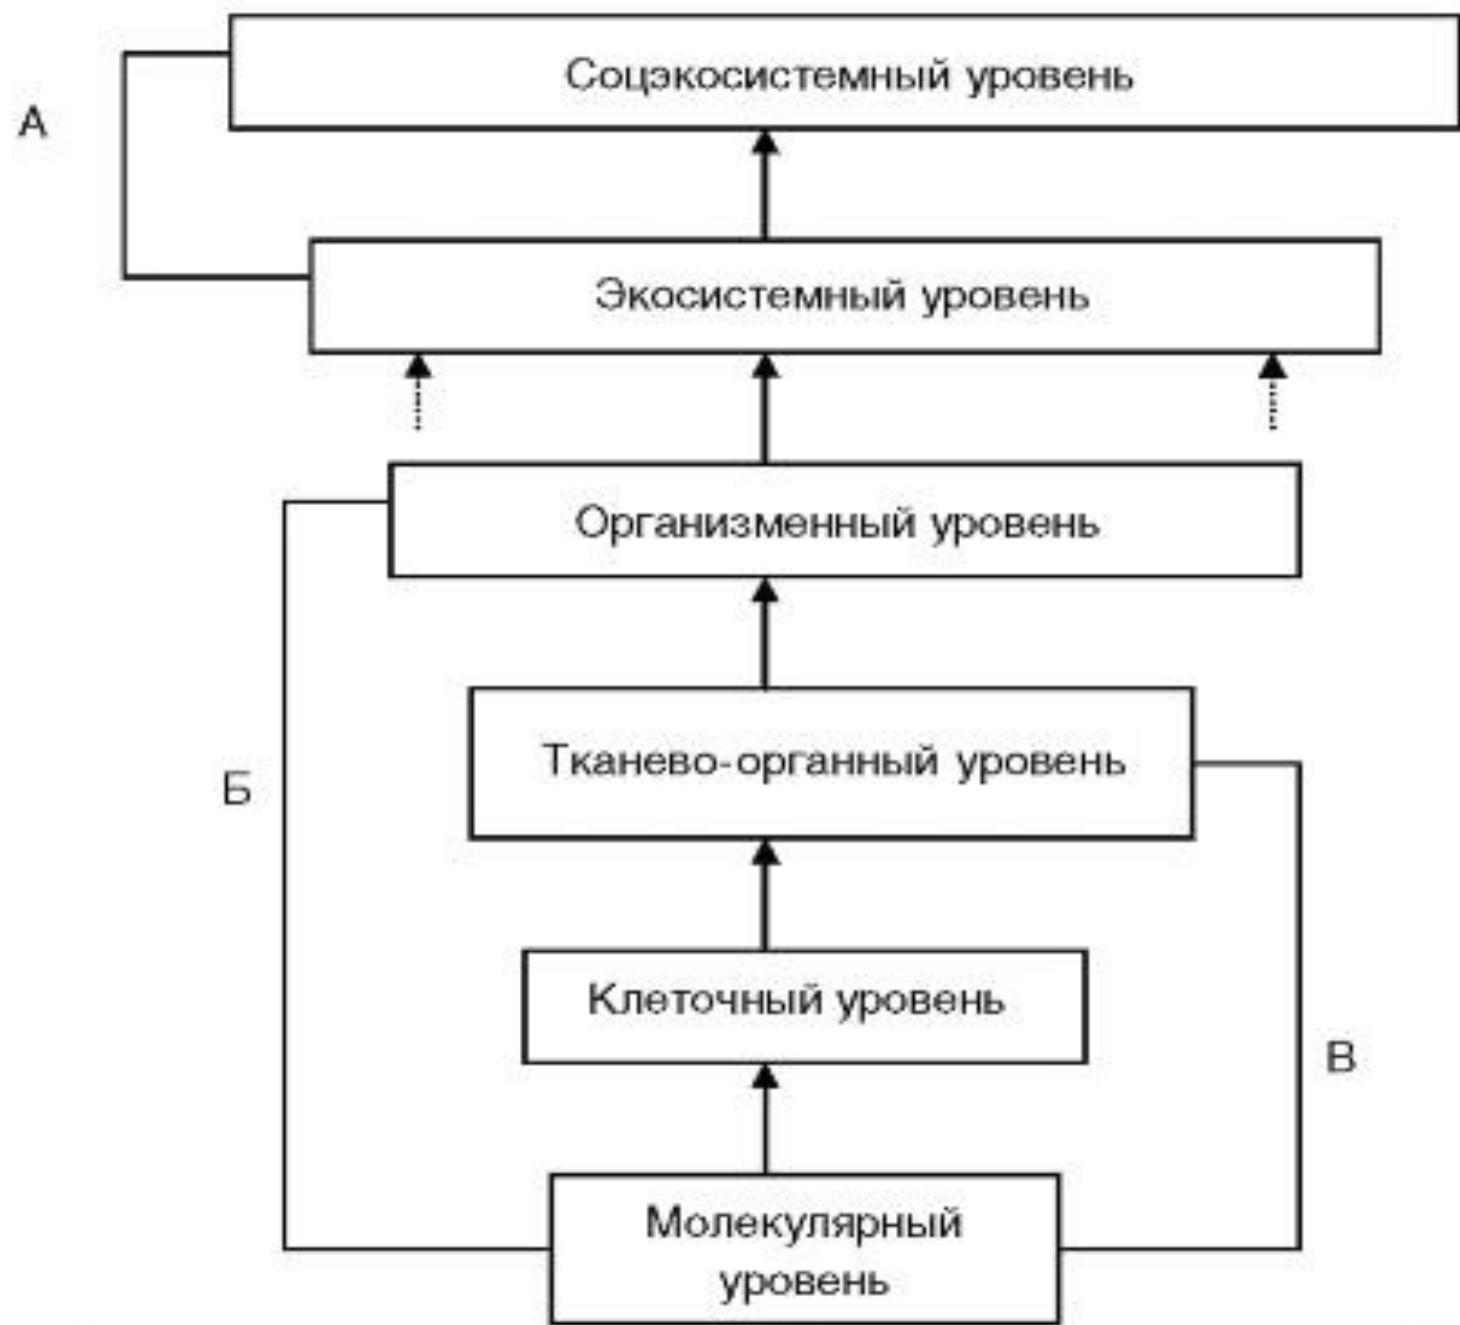 Соцэкосистемный уровень
А
Экосистемный уровень
Организменный уровень
Тканево-органный уровень
Б
Клеточный уровень
В
Молекулярный
уровень